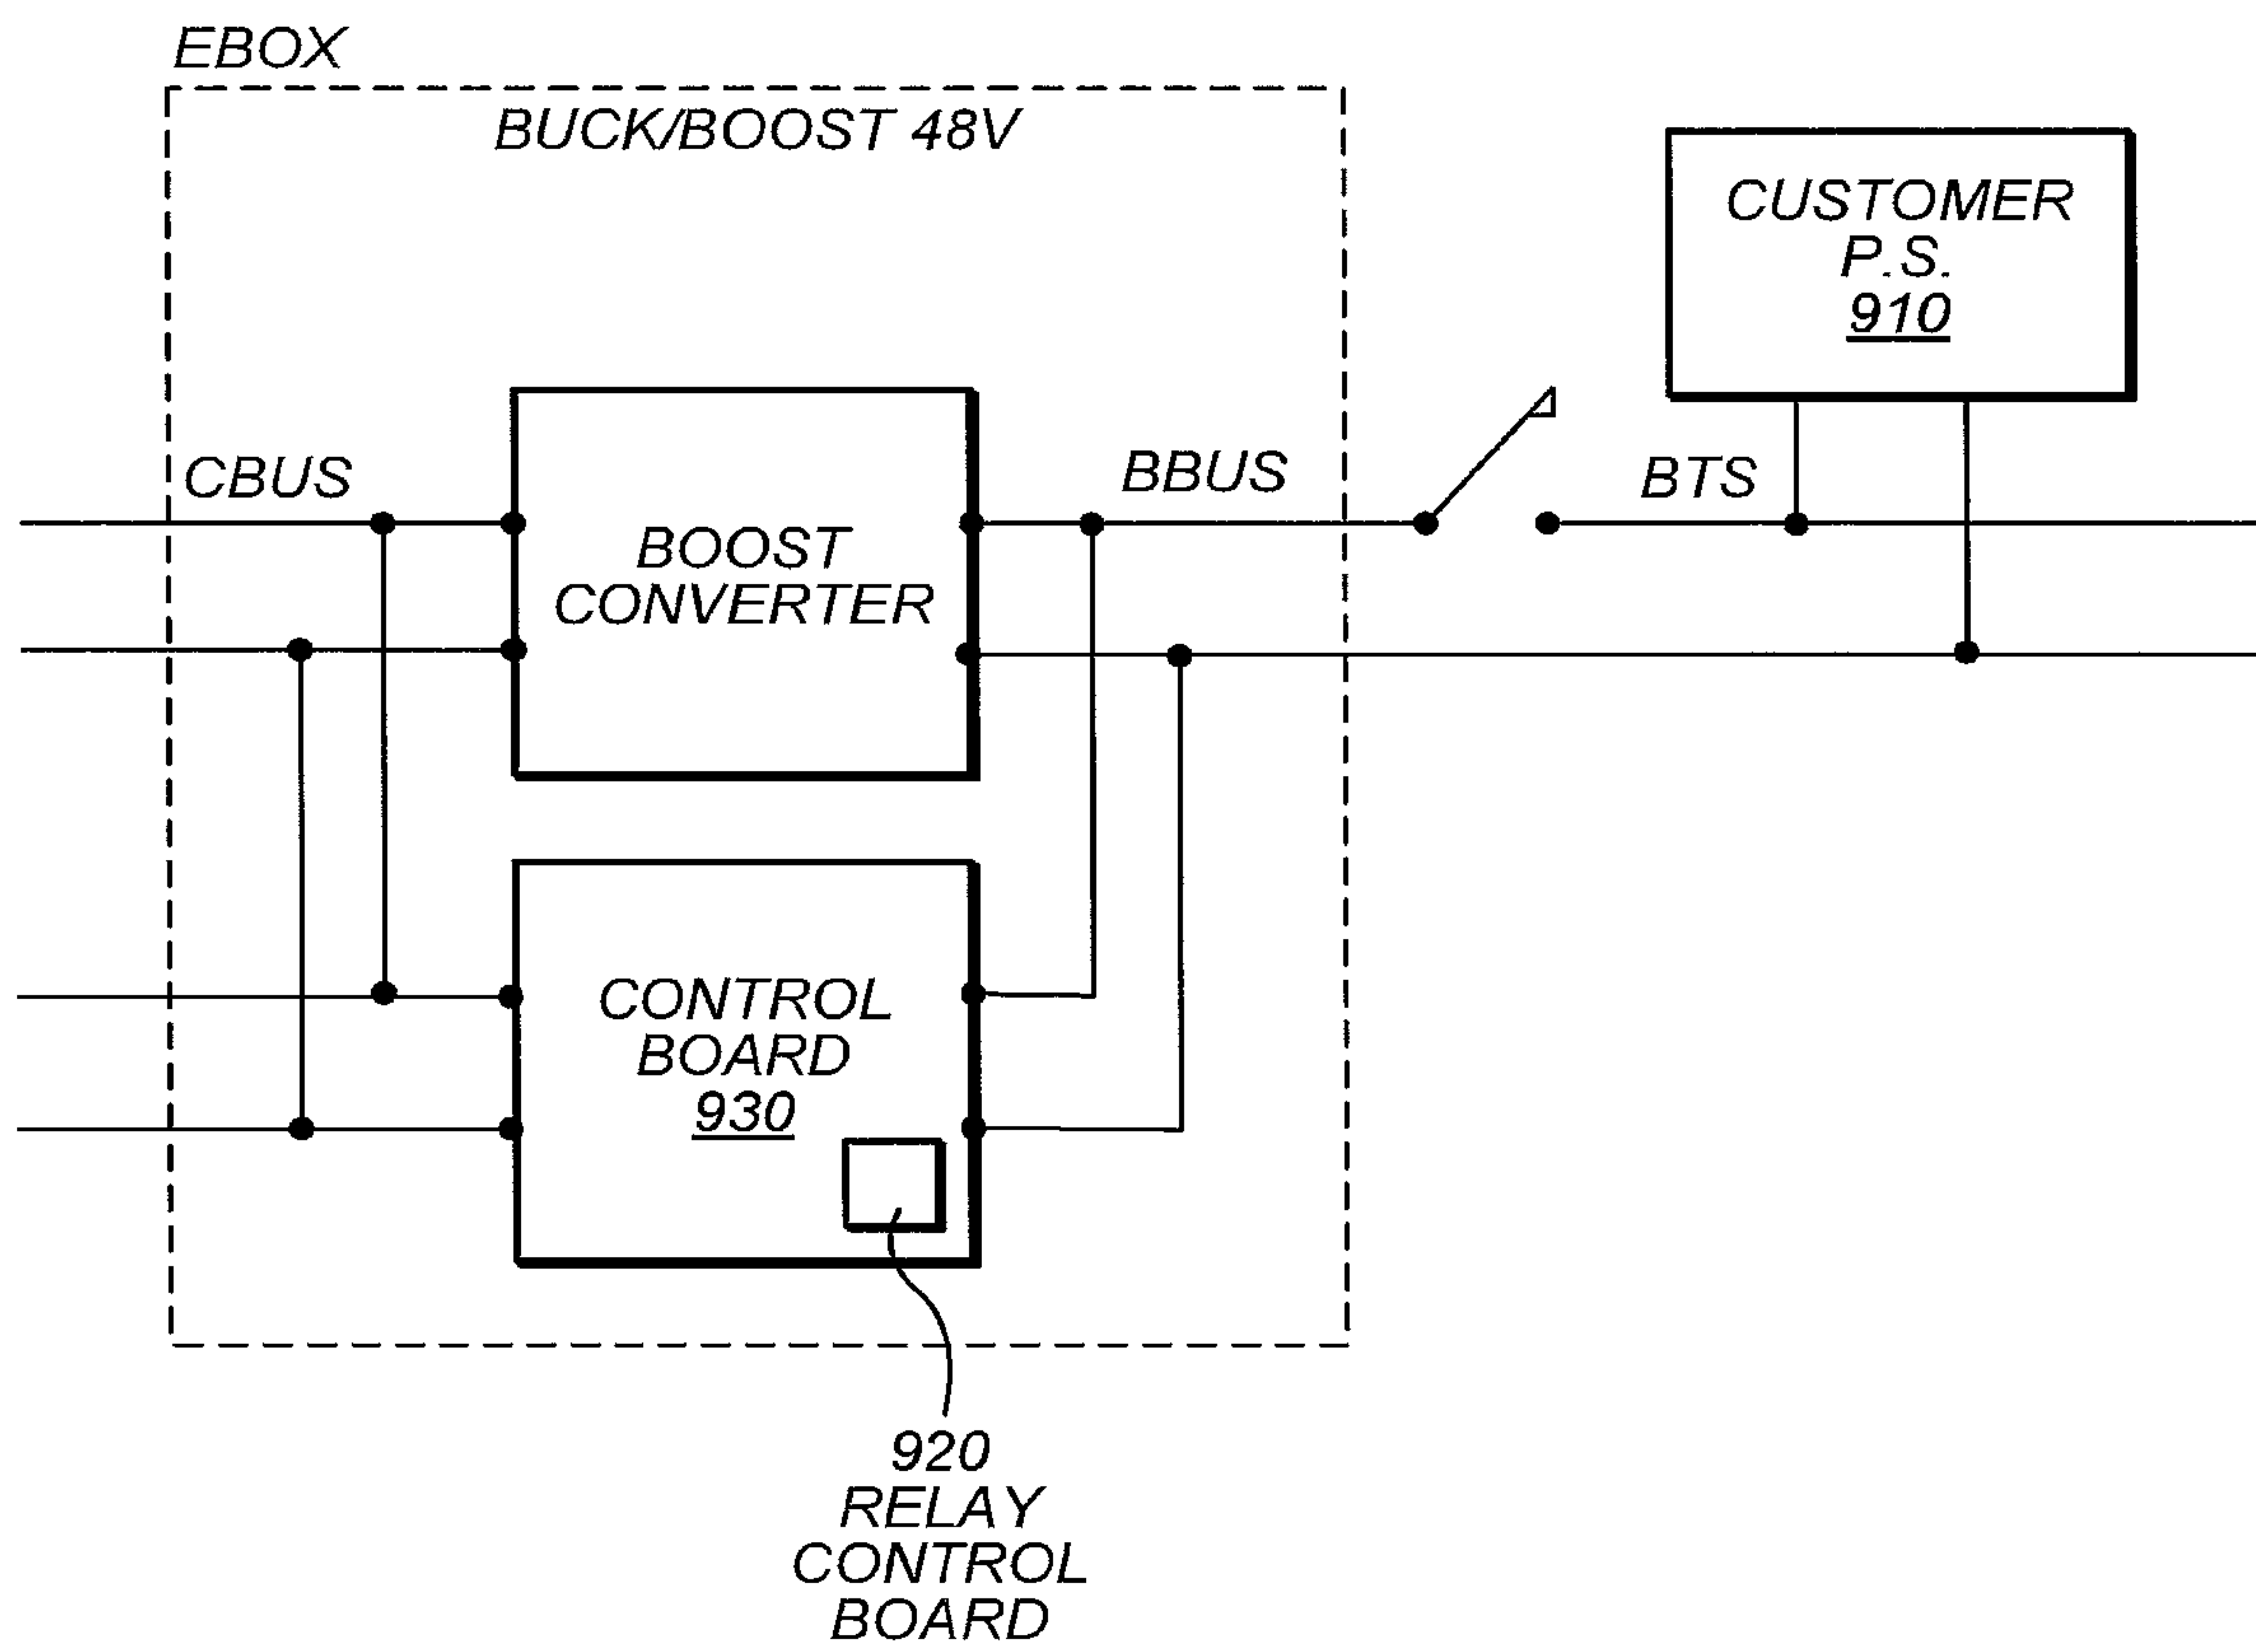 EBOX
BUCK/BOOST 48V
CUSTOMER
P.S.
910
CBUS
BBUS
BTS
BOOST
CONVERTER
CONTROL
BOARD
930
920
RELAY
CONTROL
BOARD